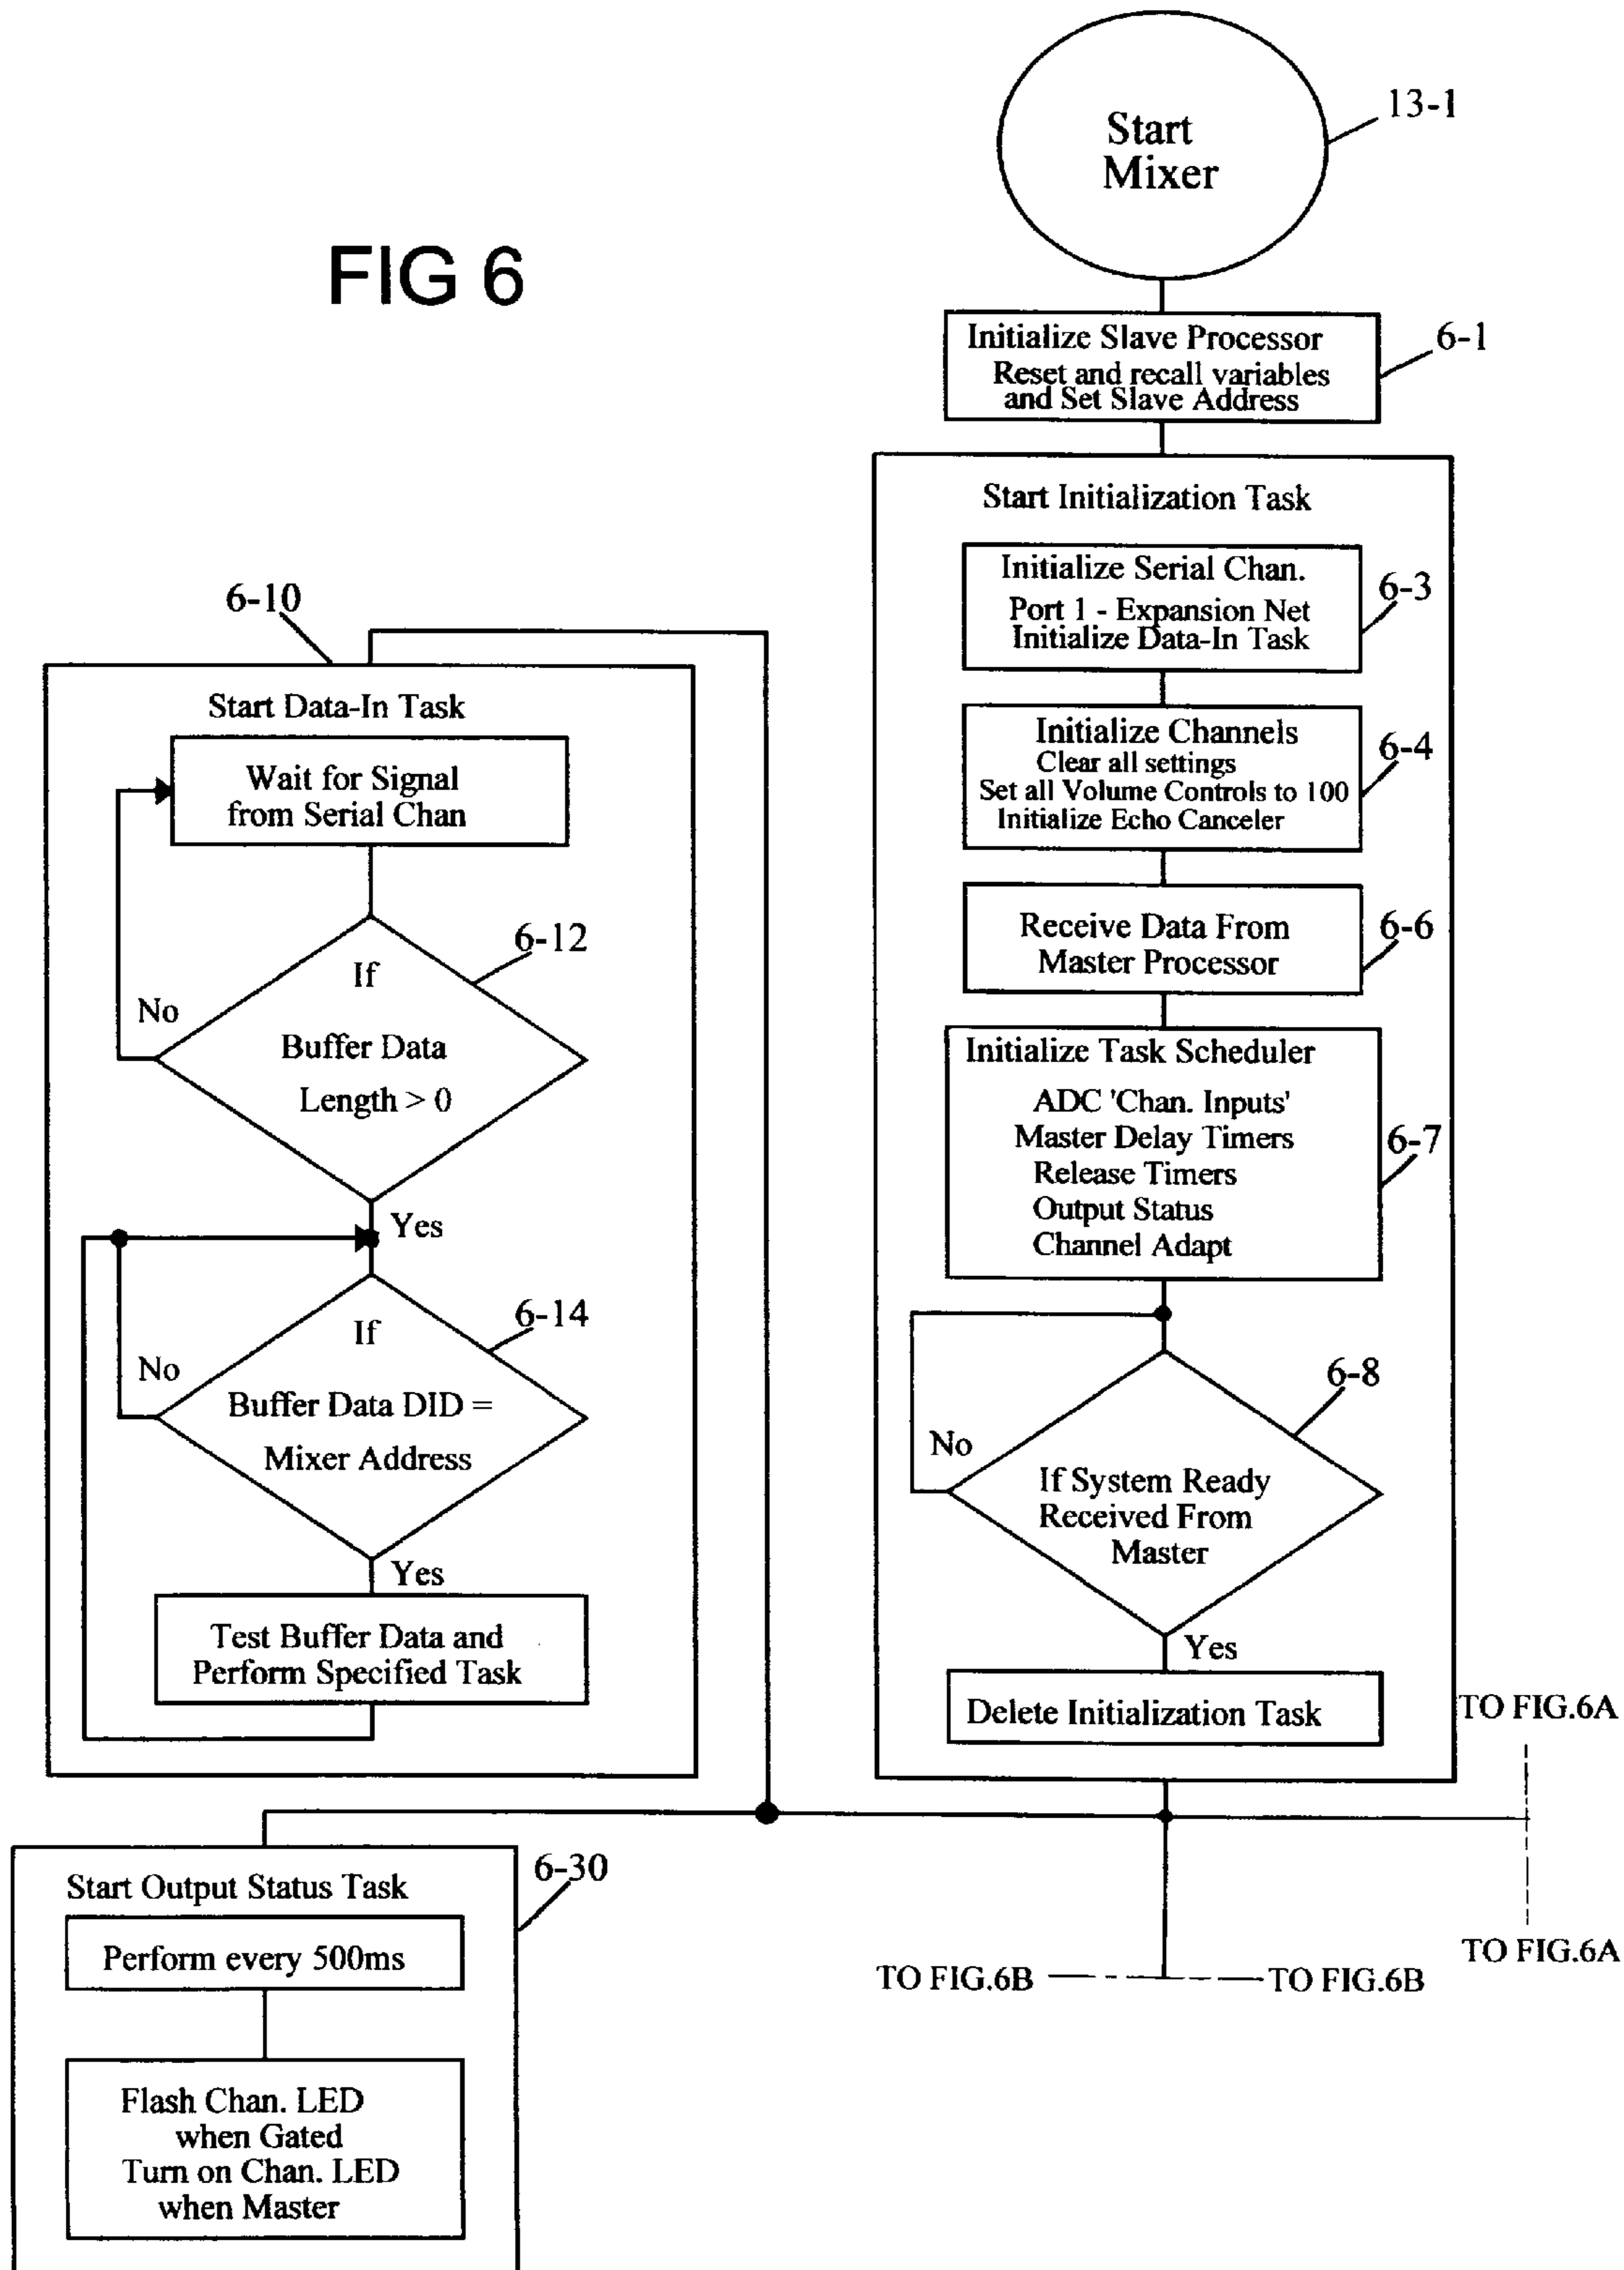 FIG 6
Start
Mixer
13-1
Initialize Slave Processor
Reset and recall variables
and Set Slave Address
6-1
Start Initialization Task
Initialize Serial Chan.
Port 1 - Expansion Net
Initialize Data-In Task
6-3
Initialize Channels
Clear all settings
Set all Volume Controls to 100
Initialize Echo Canceler
6-4
Receive Data From
Master Processor
6-6
Initialize Task Scheduler
ADC 'Chan. Inputs'
Master Delay Timers
Release Timers
Output Status
Channel Adapt
6-7
6-8
No
If System Ready
Received From
Master
Yes
Delete Initialization Task
TO FIG.6A
TO FIG.6A
TO FIG.6B
TO FIG.6B
6-10
Start Data-In Task
Wait for Signal
from Serial Chan
6-12
If
No
Buffer Data
Length > 0
Yes
6-14
If
No
Buffer Data DID =
Mixer Address
Yes
Test Buffer Data and
Perform Specified Task
6-30
Start Output Status Task
Perform every 500ms
Flash Chan. LED
when Gated
Turn on Chan. LED
when Master